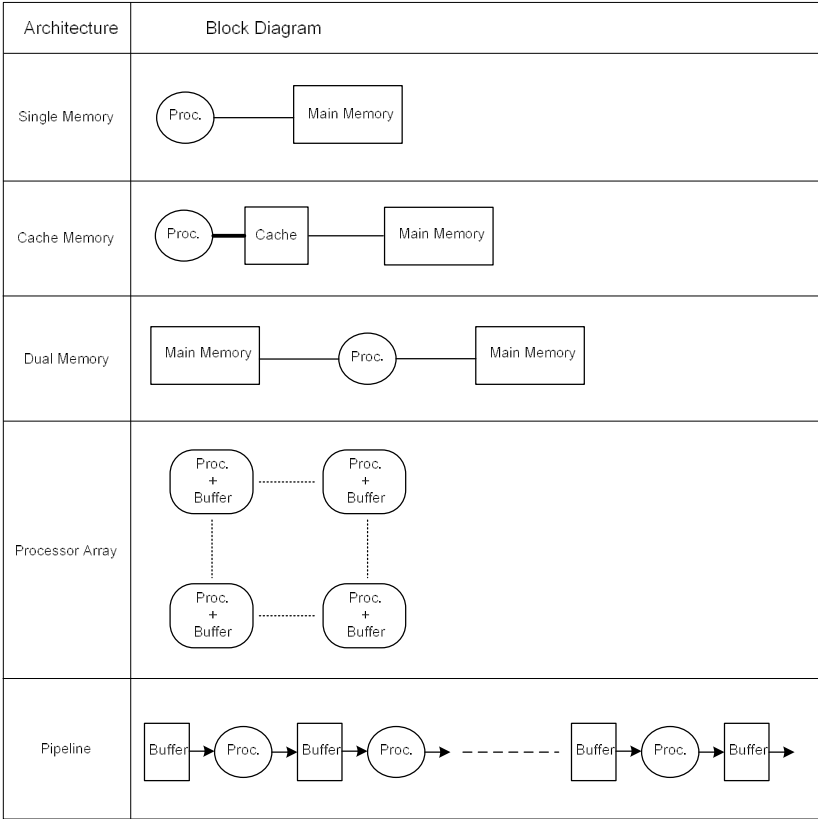 Architecture
Block Diagram
Single Memory
Proc.
Main Memory
Cache Memory
Proc.
Cache
Main Memory
Dual Memory
Main Memory
Proc.
Main Memory
Processor Array
Proc.
+
Buffer
Proc.
+
Buffer
Proc.
+
Buffer
Proc.
+
Buffer
Pipeline
Buffer
Proc.
Buffer
Proc.
Buffer
Proc.
Buffer